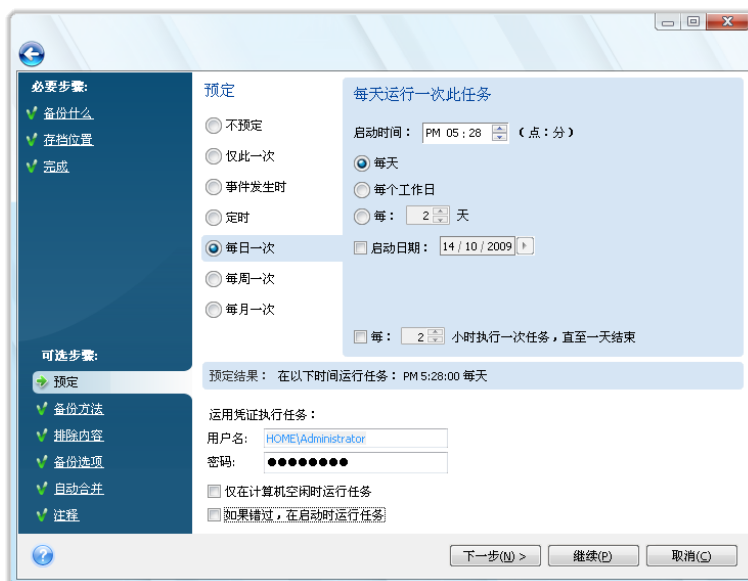 必要步骤:
备份什么
存档位置
完成
可选步骤:
预定
备份方法
排除内容
备份选项
自动合并
注释
预定
不预定
仅此一次
事件发生时
定时
每日一次
每周一次
每月一次
每天运行一次此任务
启动时间： PM 05 : 28 （点：分）
每天
每个工作日
每： 2 天
启动日期： 14 / 10 / 2009
每： 2 小时执行一次任务，直至一天结束
预定结果： 在以下时间运行任务： PM 5:28:00 每天
运用凭证执行任务：
用户名: HOME\Administrator
密码: ●●●●●●●●
仅在计算机空闲时运行任务
如果错过，在启动时运行任务
下一步(N) > 继续(P) 取消(C)